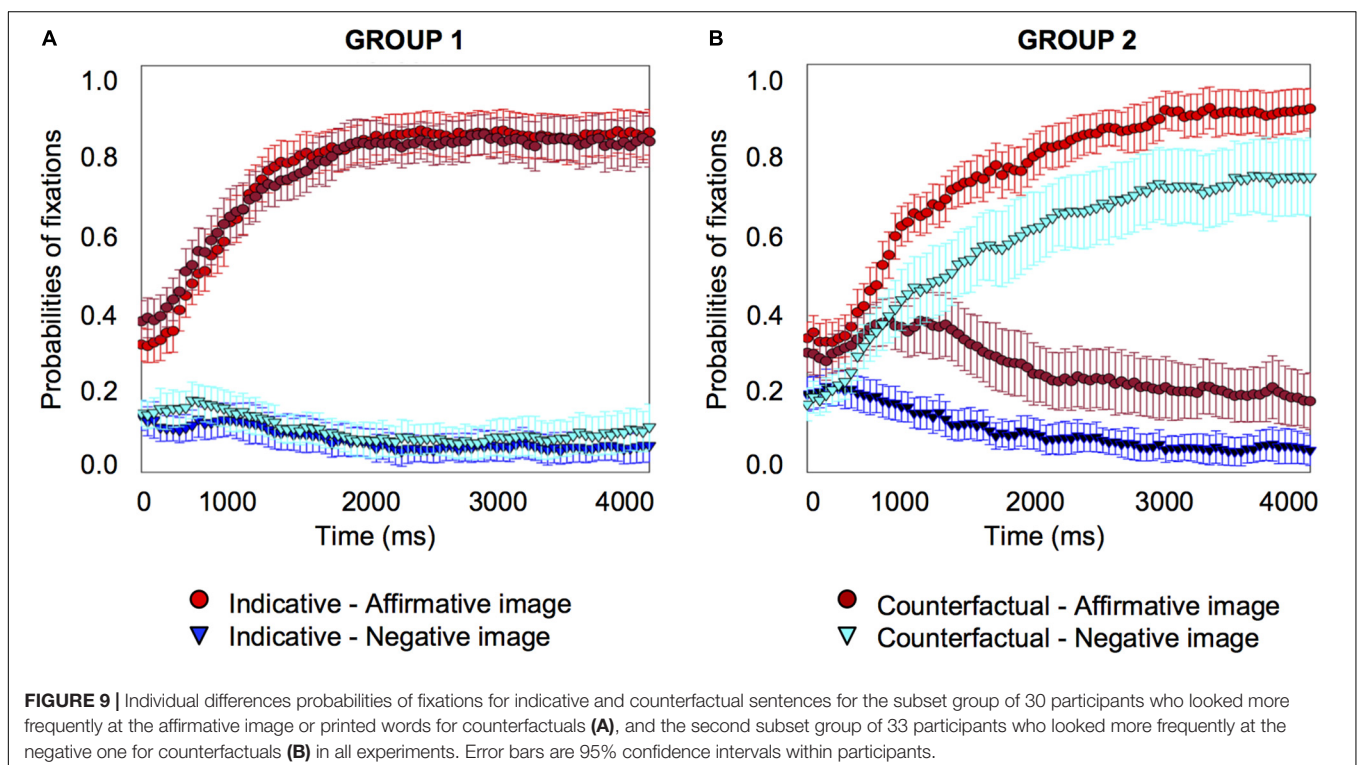 A
GROUP 1
1.0
0.8
0.6
0.4
0.2
0.0
Probabilities of fixations
0 1000 2000 3000 4000
Time (ms)
B
GROUP 2
1.0
0.8
0.6
0.4
0.2
0.0
Probabilities of fixations
0 1000 2000 3000 4000
Time (ms)
Indicative - Affirmative image
Indicative - Negative image
Counterfactual - Affirmative image
Counterfactual - Negative image
FIGURE 9 | Individual differences probabilities of fixations for indicative and counterfactual sentences for the subset group of 30 participants who looked more
frequently at the affirmative image or printed words for counterfactuals (A), and the second subset group of 33 participants who looked more frequently at the
negative one for counterfactuals (B) in all experiments. Error bars are 95% confidence intervals within participants.